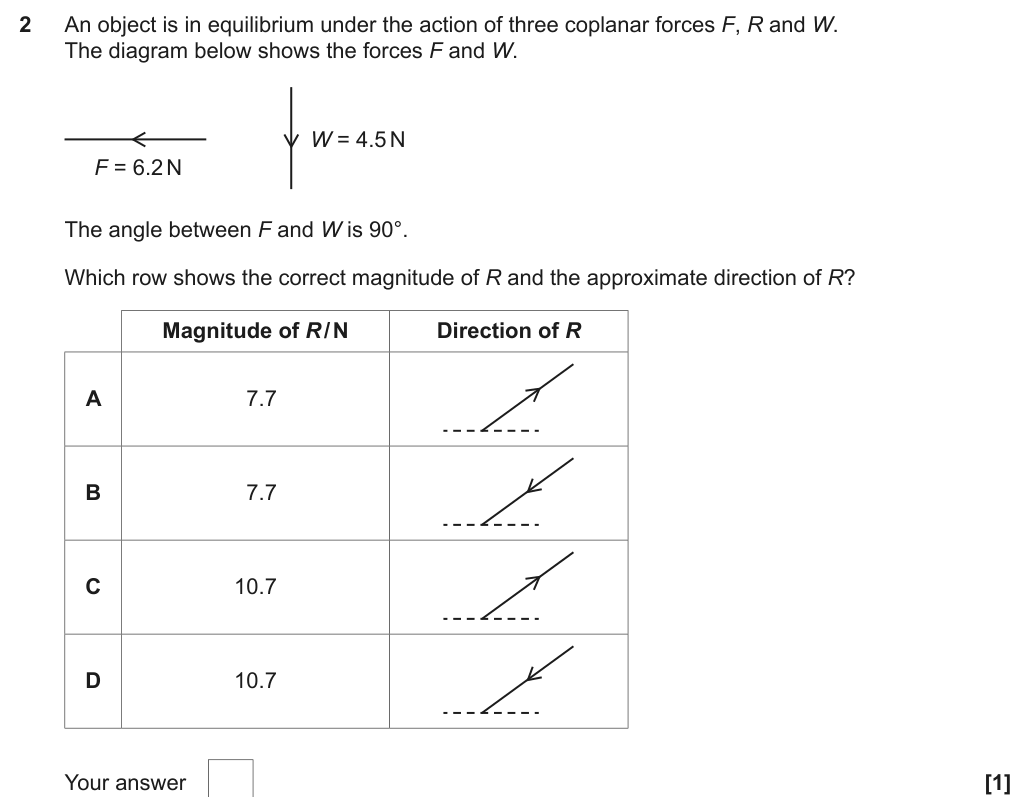 2 An object is in equilibrium under the action of three coplanar forces F, R and W.
The diagram below shows the forces F and W.
W = 4.5 N
F = 6.2 N
The angle between F and W is 90°.
Which row shows the correct magnitude of R and the approximate direction of R?
Magnitude of R / N Direction of R
A 7.7
B 7.7
C 10.7
D 10.7
Your answer [1]